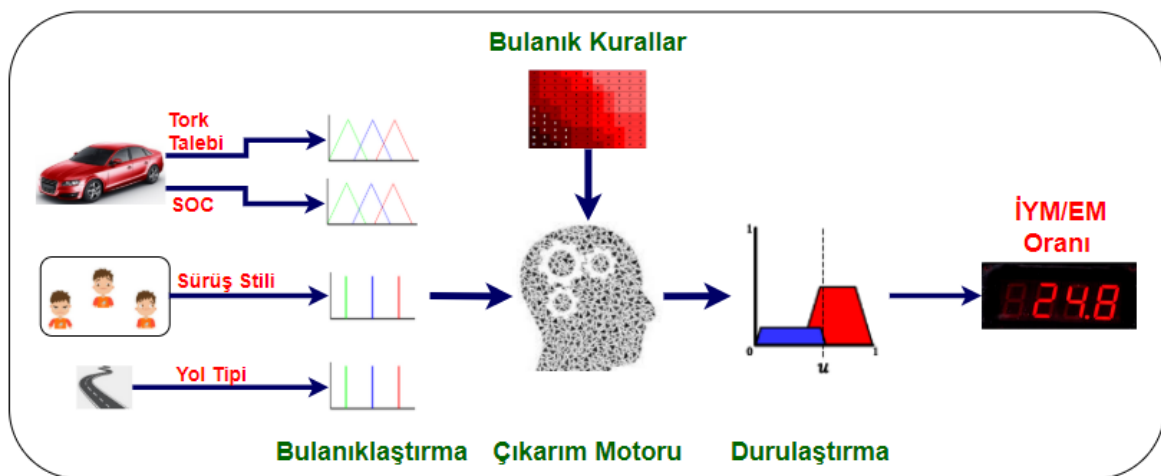 Bulanık Kurallar
Tork
Talebi
SOC
Sürüş Stili
Yol Tipi
1
0
u
1
İYM/EM
Oranı
24.8
Bulanıklaştırma
Çıkarım Motoru
Durulaştırma